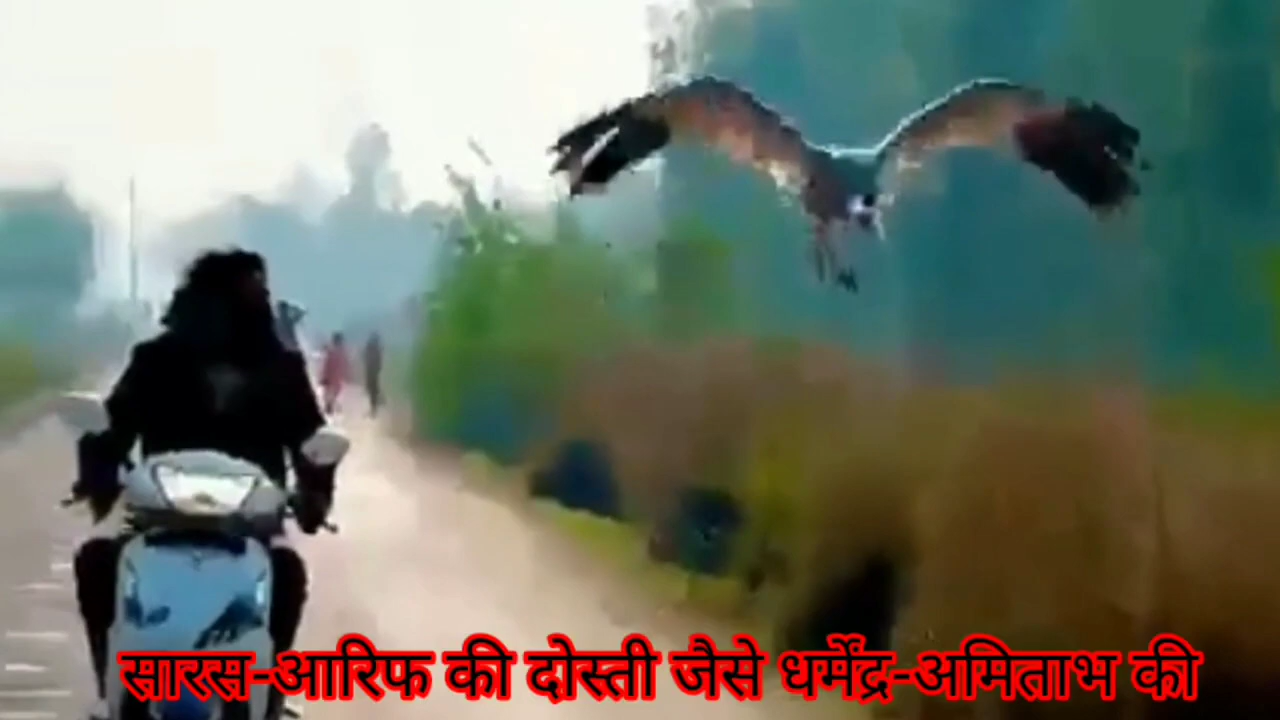 सारस-आरिफ की दोस्ती जैसे धर्मेंद्र-अमिताभ की